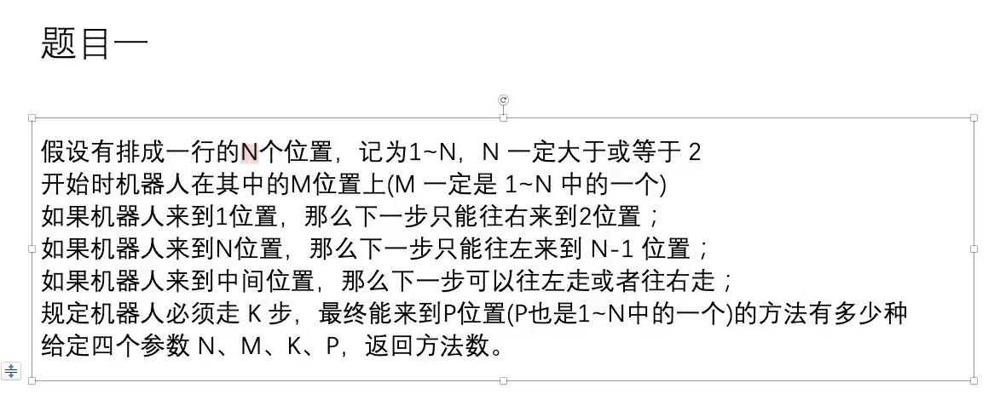 题目一
假设有排成一行的N个位置，记为1~N，N 一定大于或等于 2
开始时机器人在其中的M位置上(M 一定是 1~N 中的一个)
如果机器人来到1位置，那么下一步只能往右来到2位置；
如果机器人来到N位置，那么下一步只能往左来到 N-1 位置；
如果机器人来到中间位置，那么下一步可以往左走或者往右走；
规定机器人必须走 K 步，最终能来到P位置(P也是1~N中的一个)的方法有多少种
给定四个参数 N、M、K、P，返回方法数。